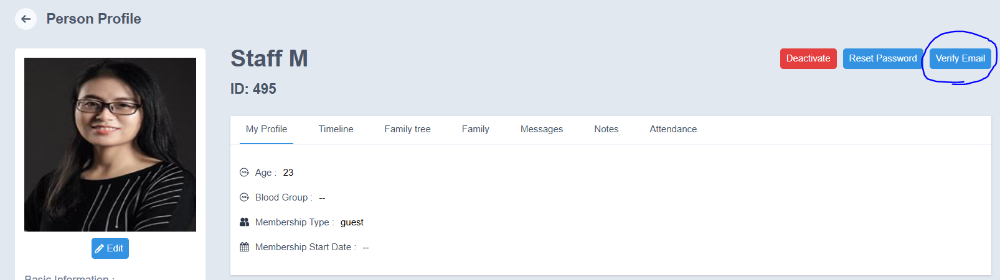 Person Profile
Staff M
ID: 495
Deactivate
Reset Password
Verify Email
My Profile
Timeline
Family tree
Family
Messages
Notes
Attendance
Age : 23
Blood Group : --
Membership Type : guest
Membership Start Date : --
Edit
Basic Information :